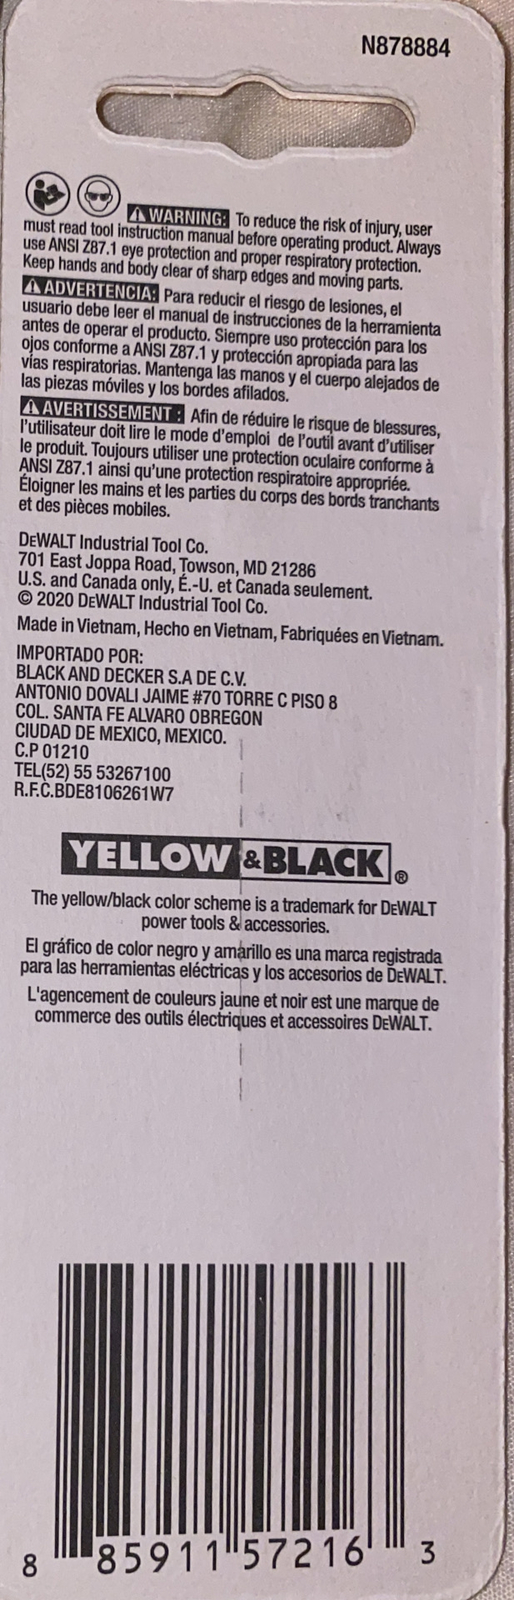 N878884
⚠ WARNING: To reduce the risk of injury, user
must read tool instruction manual before operating product. Always
use ANSI Z87.1 eye protection and proper respiratory protection.
Keep hands and body clear of sharp edges and moving parts.
⚠ ADVERTENCIA: Para reducir el riesgo de lesiones, el
usuario debe leer el manual de instrucciones de la herramienta
antes de operar el producto. Siempre uso protección para los
ojos conforme a ANSI Z87.1 y protección apropiada para las
vías respiratorias. Mantenga las manos y el cuerpo alejados de
las piezas móviles y los bordes afilados.
⚠ AVERTISSEMENT : Afin de réduire le risque de blessures,
l'utilisateur doit lire le mode d'emploi de l'outil avant d'utiliser
le produit. Toujours utiliser une protection oculaire conforme à
ANSI Z87.1 ainsi qu'une protection respiratoire appropriée.
Éloigner les mains et les parties du corps des bords tranchants
et des pièces mobiles.
DEWALT Industrial Tool Co.
701 East Joppa Road, Towson, MD 21286
U.S. and Canada only, É.-U. et Canada seulement.
© 2020 DEWALT Industrial Tool Co.
Made in Vietnam, Hecho en Vietnam, Fabriquées en Vietnam.
IMPORTADO POR:
BLACK AND DECKER S.A DE C.V.
ANTONIO DOVALI JAIME #70 TORRE C PISO 8
COL. SANTA FE ALVARO OBREGON
CIUDAD DE MEXICO, MEXICO.
C.P 01210
TEL(52) 55 53267100
R.F.C.BDE8106261W7
YELLOW &BLACK®
The yellow/black color scheme is a trademark for DEWALT
power tools & accessories.
El gráfico de color negro y amarillo es una marca registrada
para las herramientas eléctricas y los accesorios de DEWALT.
L'agencement de couleurs jaune et noir est une marque de
commerce des outils électriques et accessoires DEWALT.
8 85911 57216 3